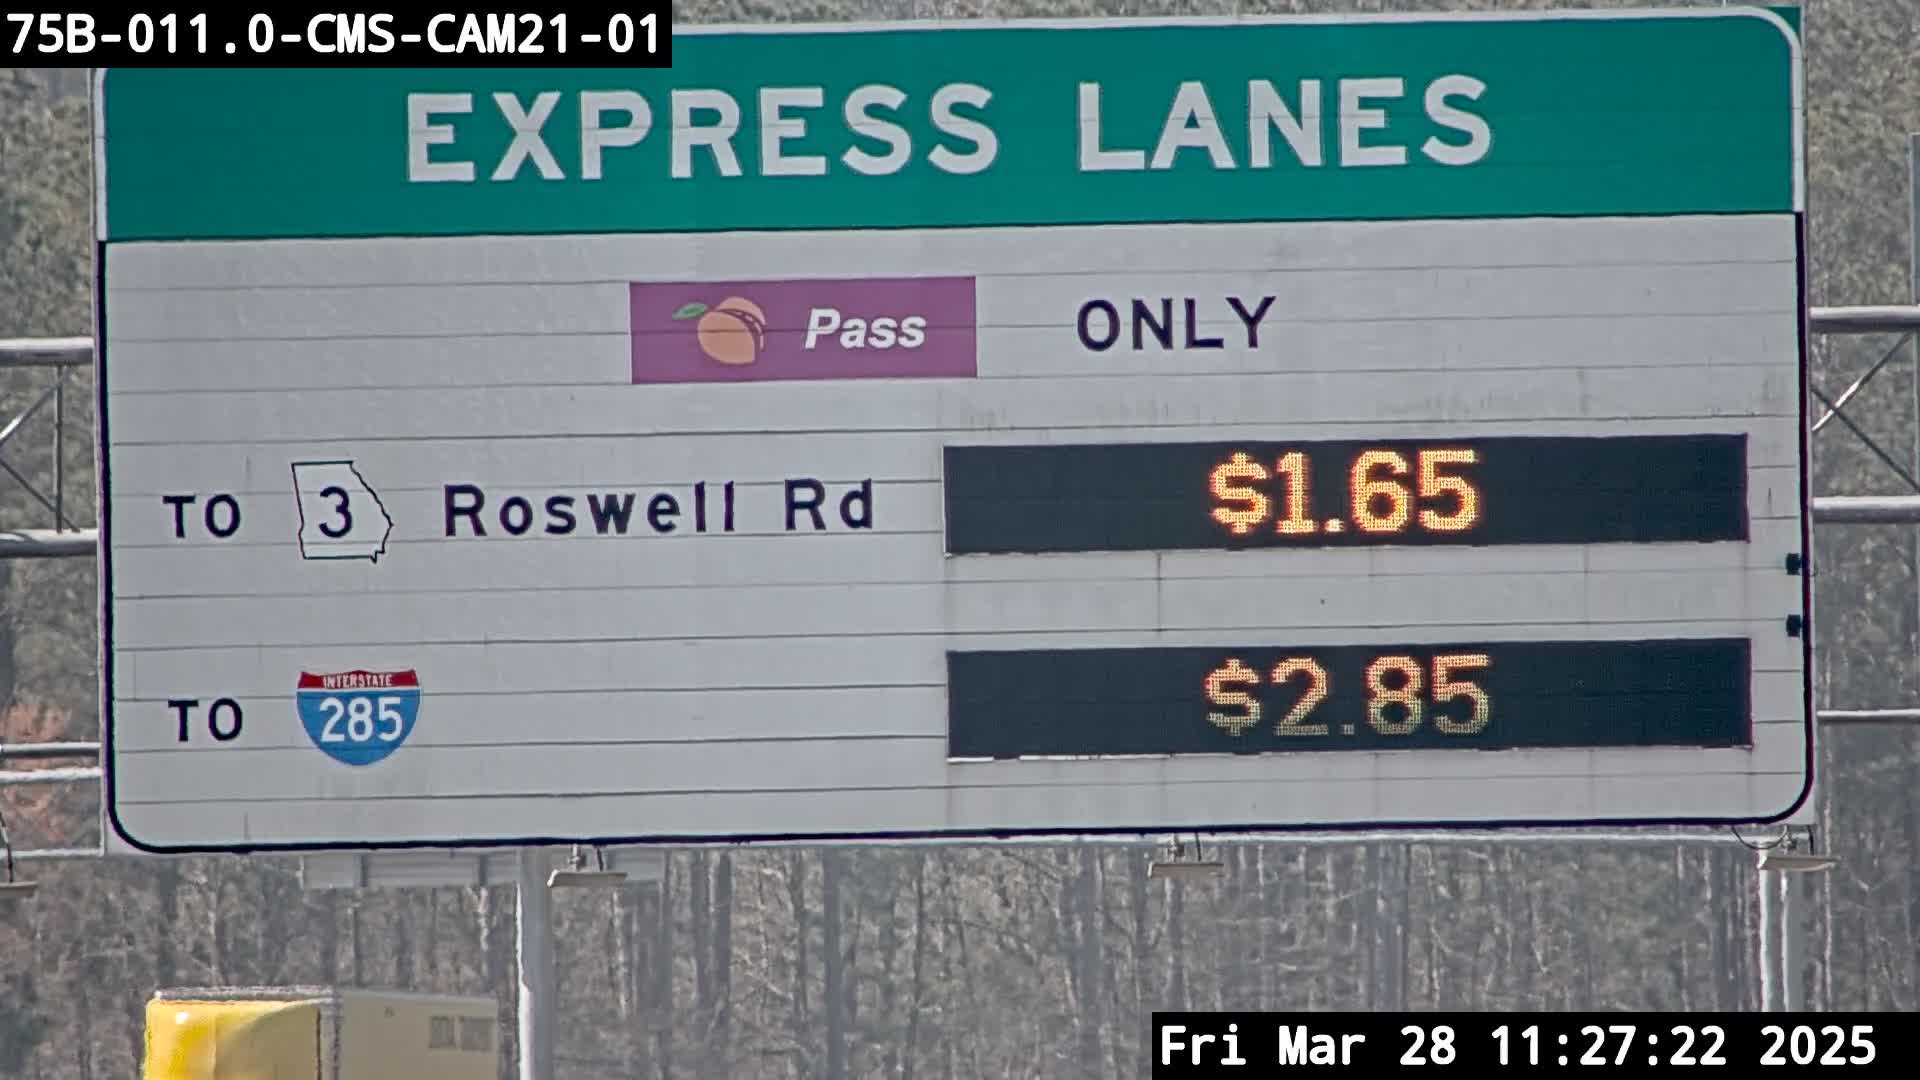 75B-011.0-CMS-CAM21-01
EXPRESS LANES
Pass ONLY
TO 3 Roswell Rd $1.65
TO INTERSTATE 285 $2.85
Fri Mar 28 11:27:22 2025